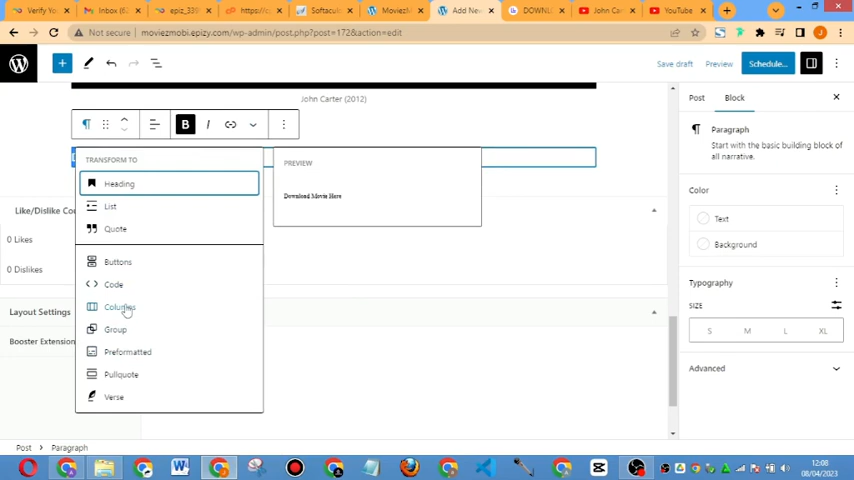 Verify Yo
Inbox (62
epiz_339
https://ep
Softacul
MoviezM
Add New
DOWNLO
John Car
YouTube
Not secure
moviezmobi.epizy.com/wp-admin/post.php?post=172&action=edit
Save draft
Preview
Schedule...
John Carter (2012)
Post
Block
B
I
Paragraph
Start with the basic building block of all narrative.
TRANSFORM TO
PREVIEW
Heading
Download Movie Here
List
Quote
Color
Text
Background
Like/Dislike Cou
0 Likes
0 Dislikes
Buttons
Code
Columns
Group
Preformatted
Pullquote
Verse
Typography
SIZE
S
M
L
XL
Layout Settings
Booster Extension
Advanced
Post
Paragraph
12:08
08/04/2023